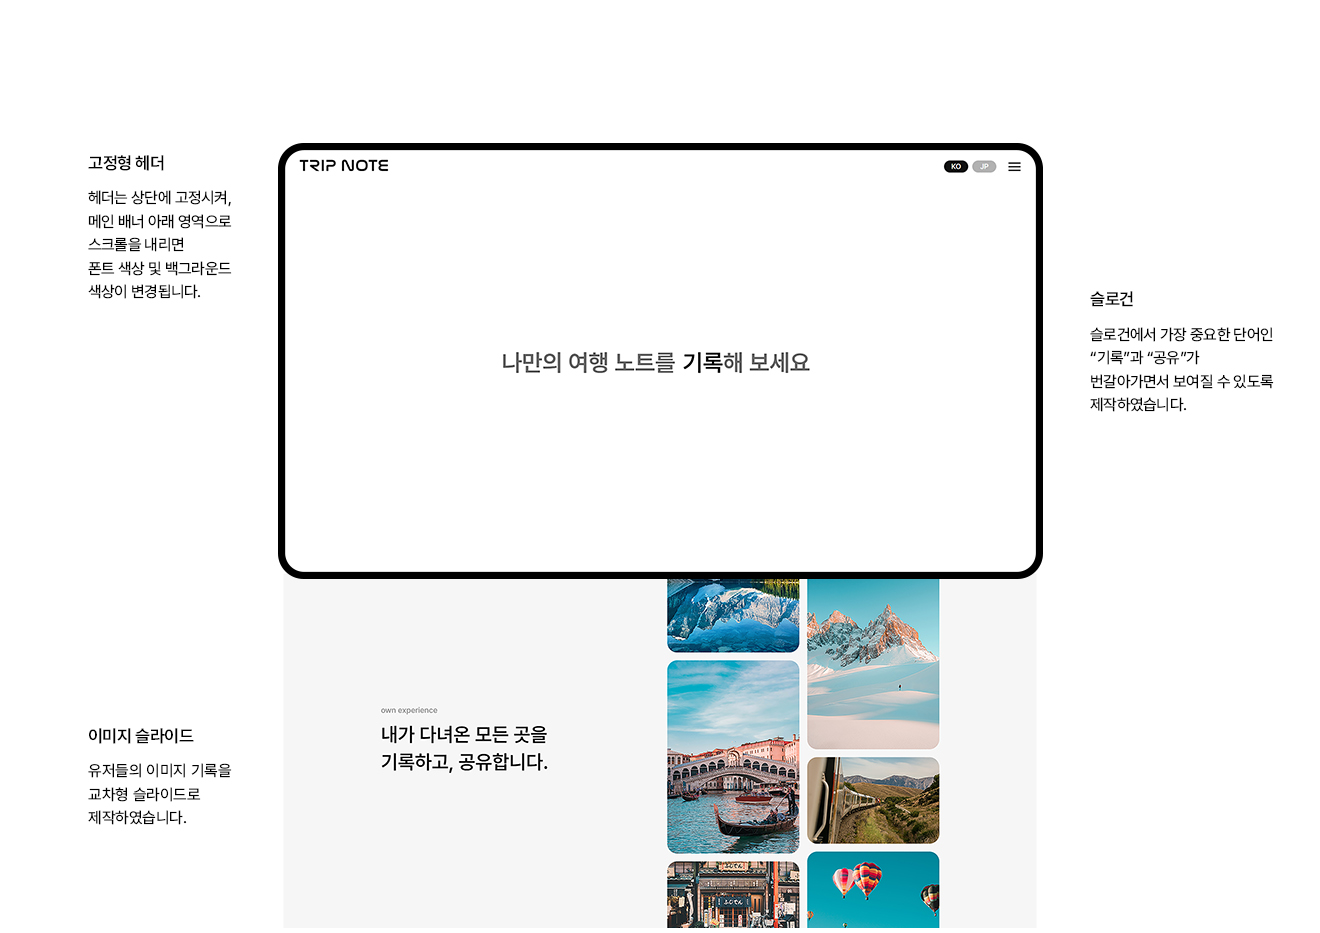 고정형 헤더
헤더는 상단에 고정시켜,
메인 배너 아래 영역으로
스크롤을 내리면
폰트 색상 및 백그라운드
색상이 변경됩니다.
TRIP NOTE
KO JP
나만의 여행 노트를 기록해 보세요
슬로건
슬로건에서 가장 중요한 단어인
“기록”과 “공유”가
번갈아가면서 보여질 수 있도록
제작하였습니다.
own experience
내가 다녀온 모든 곳을
기록하고, 공유합니다.
이미지 슬라이드
유저들의 이미지 기록을
교차형 슬라이드로
제작하였습니다.